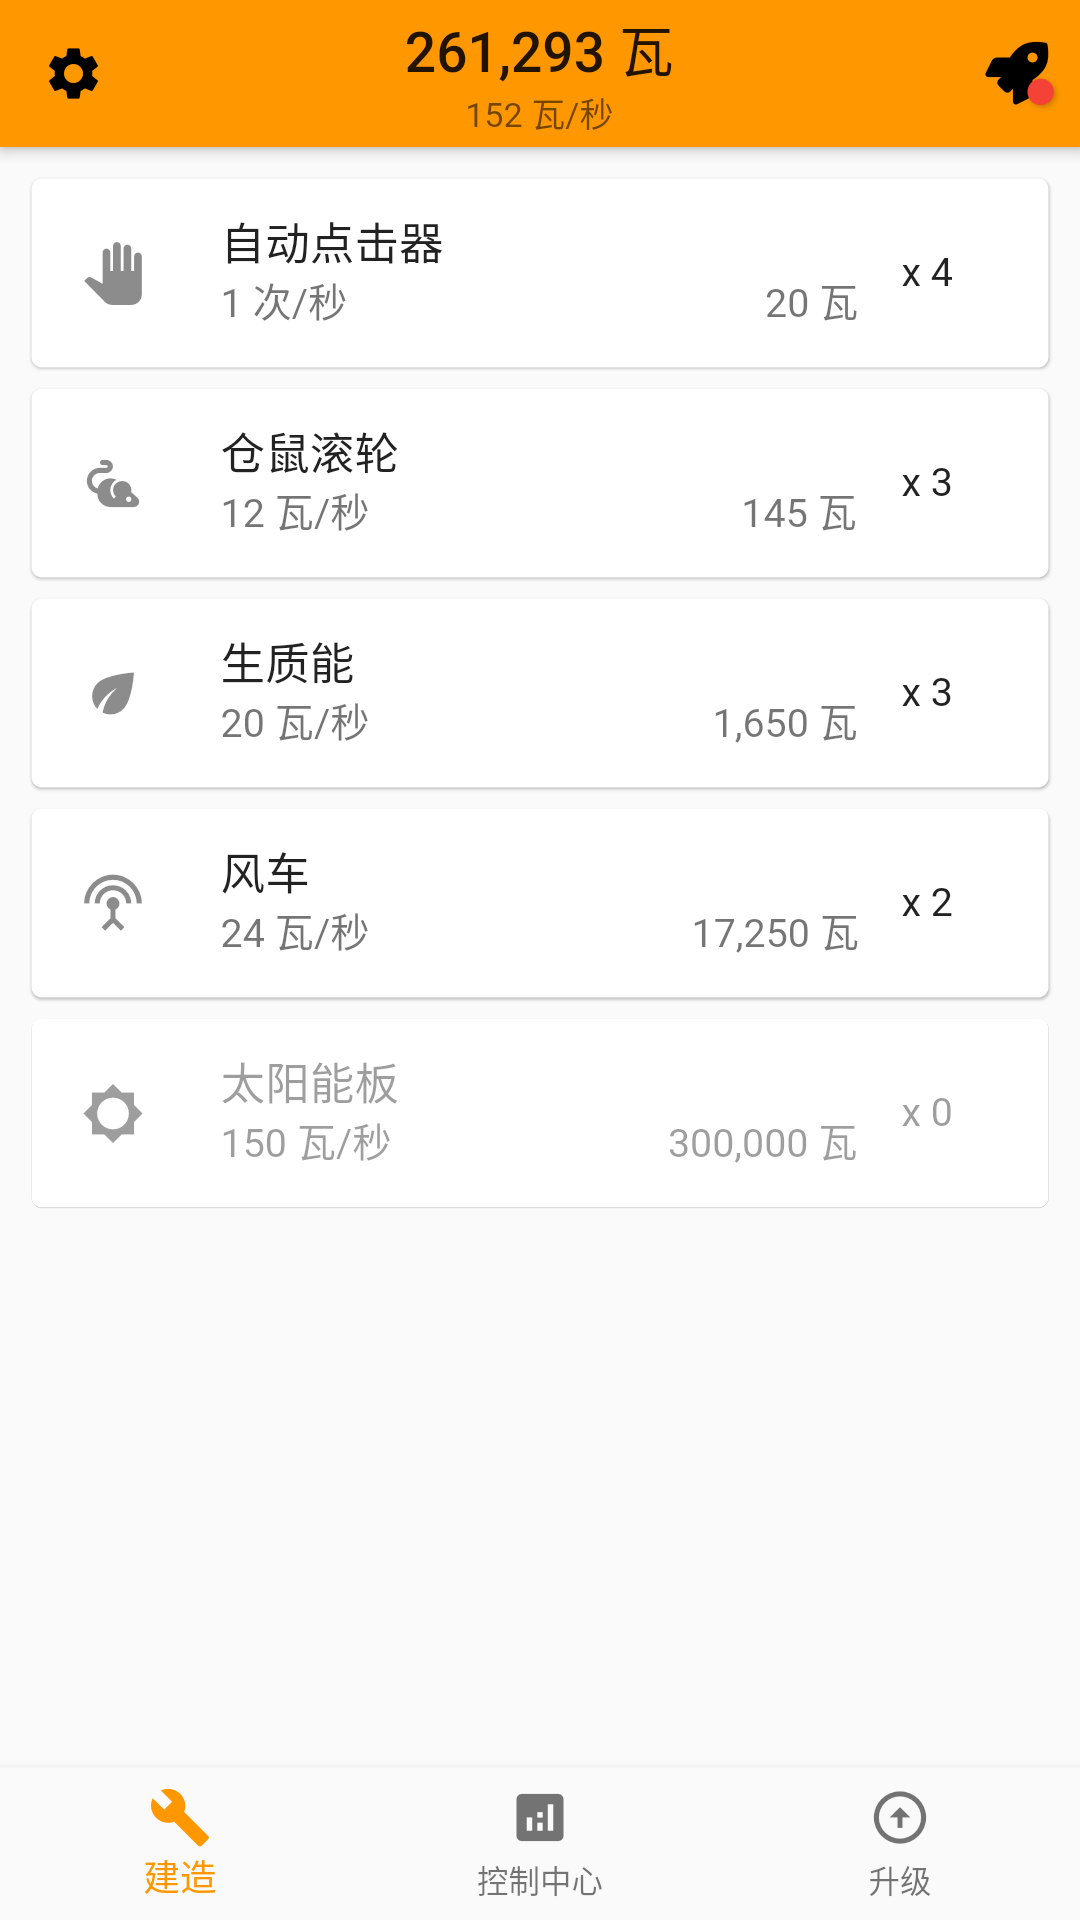 261,293 瓦
152 瓦/秒
自动点击器
1 次/秒
20 瓦
x 4
仓鼠滚轮
12 瓦/秒
145 瓦
x 3
生质能
20 瓦/秒
1,650 瓦
x 3
风车
24 瓦/秒
17,250 瓦
x 2
太阳能板
150 瓦/秒
300,000 瓦
x 0
建造
控制中心
升级